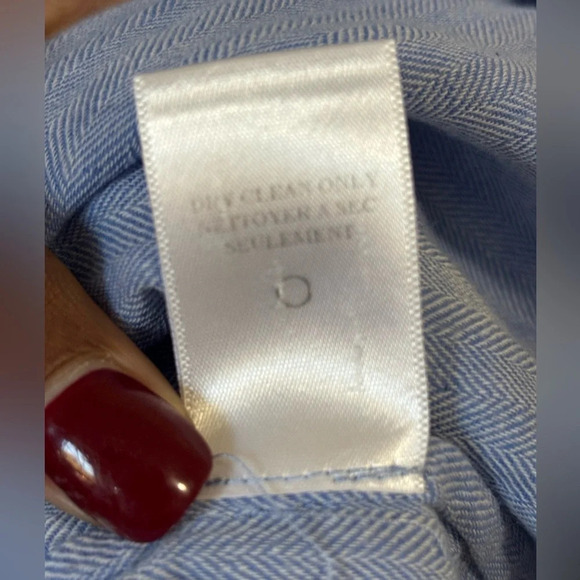 DRY CLEAN ONLY
NETTOYER A SEC
SEULEMENT